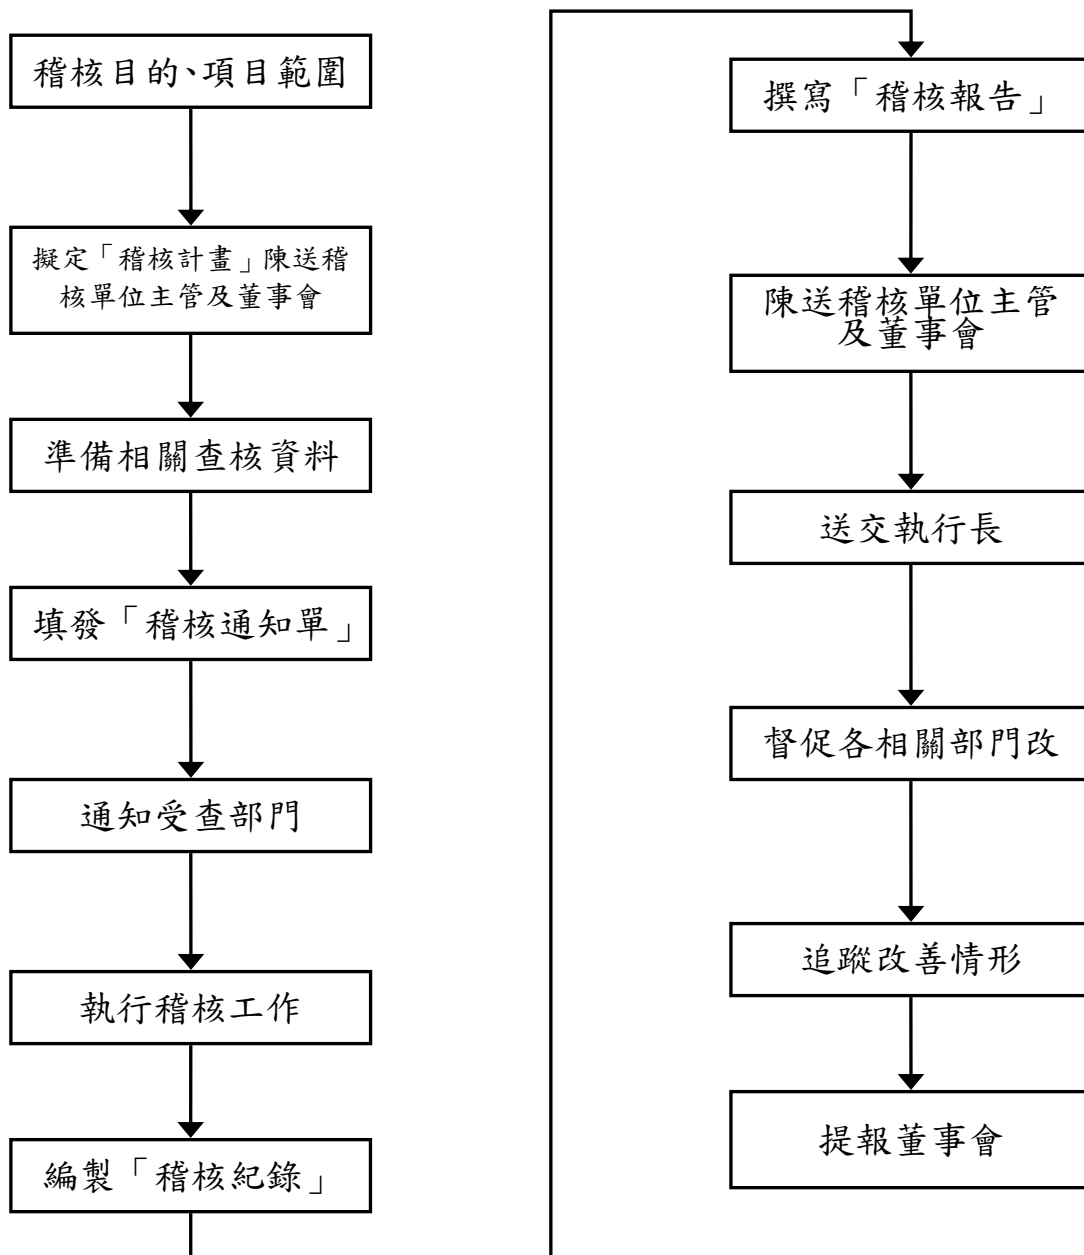 稽核目的、項目範圍
擬定「稽核計畫」陳送稽
核單位主管及董事會
準備相關查核資料
填發「稽核通知單」
通知受查部門
執行稽核工作
編製「稽核紀錄」
撰寫「稽核報告」
陳送稽核單位主管
及董事會
送交執行長
督促各相關部門改
追蹤改善情形
提報董事會